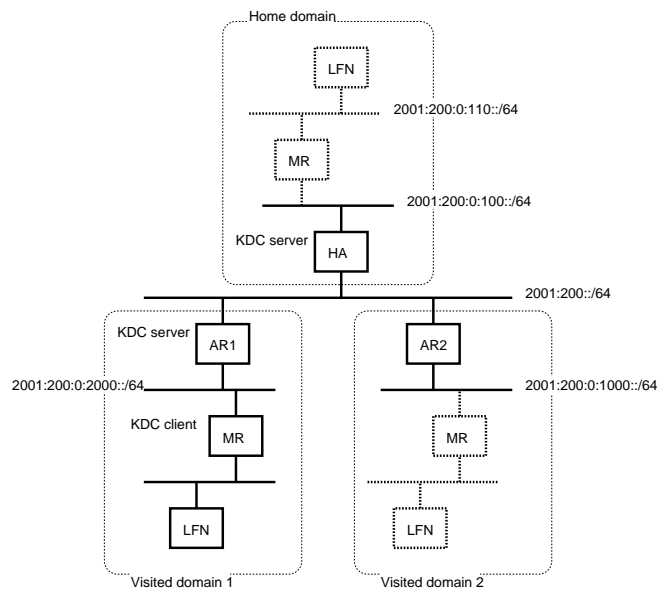 Home domain
LFN
2001:200:0:110::/64
MR
2001:200:0:100::/64
KDC server
HA
2001:200::/64
KDC server
AR1
AR2
2001:200:0:2000::/64
2001:200:0:1000::/64
KDC client
MR
MR
LFN
LFN
Visited domain 1
Visited domain 2